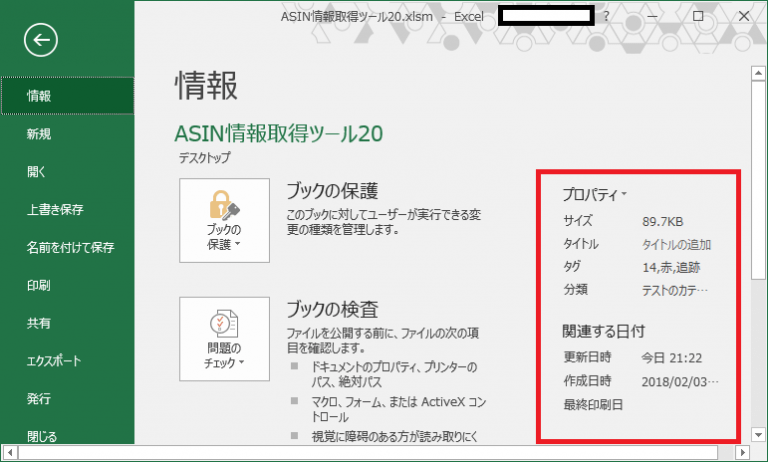 ASIN情報取得ツール20.xlsm - Excel ?
情報
新規
開く
上書き保存
名前を付けて保存
印刷
共有
エクスポート
発行
閉じる
情報
ASIN情報取得ツール20
デスクトップ
ブックの
保護
ブックの保護
このブックに対してユーザーが実行できる変
更の種類を管理します。
問題の
チェック
ブックの検査
ファイルを公開する前に、ファイルの次の項
目を確認します。
ドキュメントのプロパティ、プリンターの
パス、絶対パス
マクロ、フォーム、または ActiveX コン
トロール
視覚に障碍のある方が読み取りにく
プロパティ
サイズ 89.7KB
タイトル タイトルの追加
タグ 14,赤,追跡
分類 テストのカテ…
関連する日付
更新日時 今日 21:22
作成日時 2018/02/03…
最終印刷日